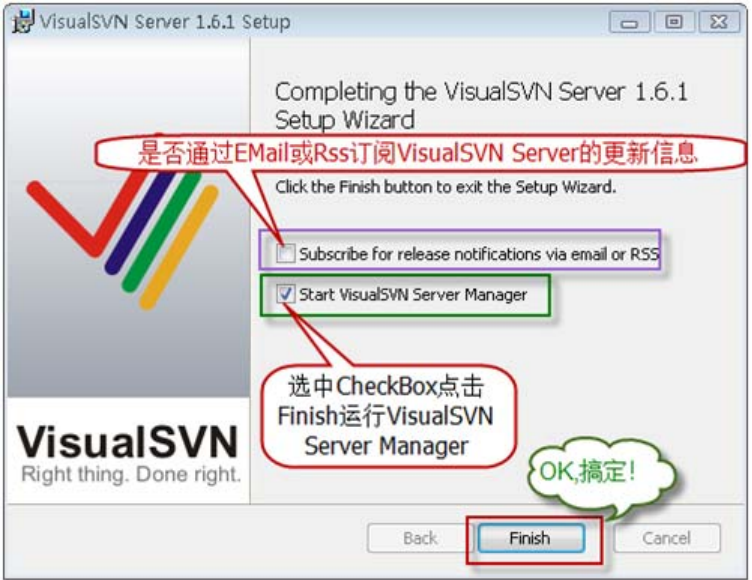 VisualSVN Server 1.6.1 Setup
Completing the VisualSVN Server 1.6.1
Setup Wizard
是否通过EMail或Rss订阅VisualSVN Server的更新信息
Click the Finish button to exit the Setup Wizard.
Subscribe for release notifications via email or RSS
Start VisualSVN Server Manager
选中CheckBox点击
Finish运行VisualSVN
Server Manager
VisualSVN
Right thing. Done right.
OK,搞定!
Back
Finish
Cancel